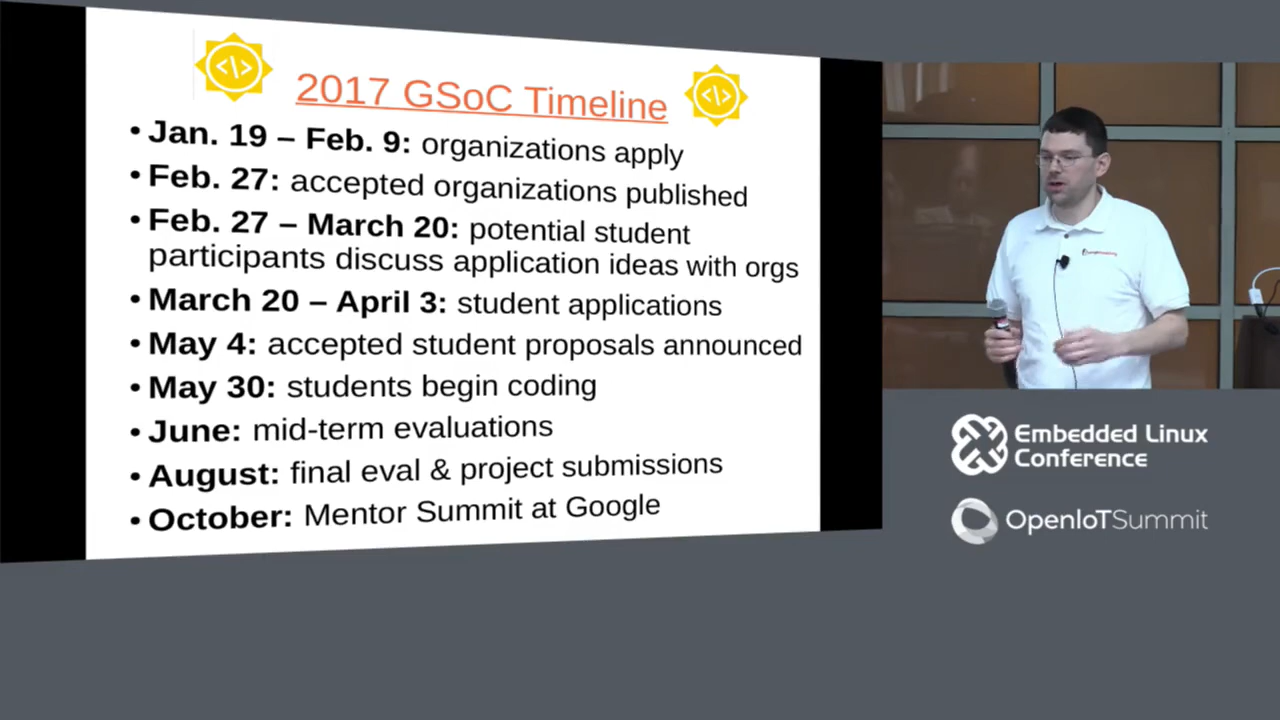 2017 GSoC Timeline
• Jan. 19 – Feb. 9: organizations apply
• Feb. 27: accepted organizations published
• Feb. 27 – March 20: potential student
participants discuss application ideas with orgs
• March 20 – April 3: student applications
• May 4: accepted student proposals announced
• May 30: students begin coding
• June: mid-term evaluations
• August: final eval & project submissions
• October: Mentor Summit at Google
Embedded Linux
Conference
OpenIoTSummit